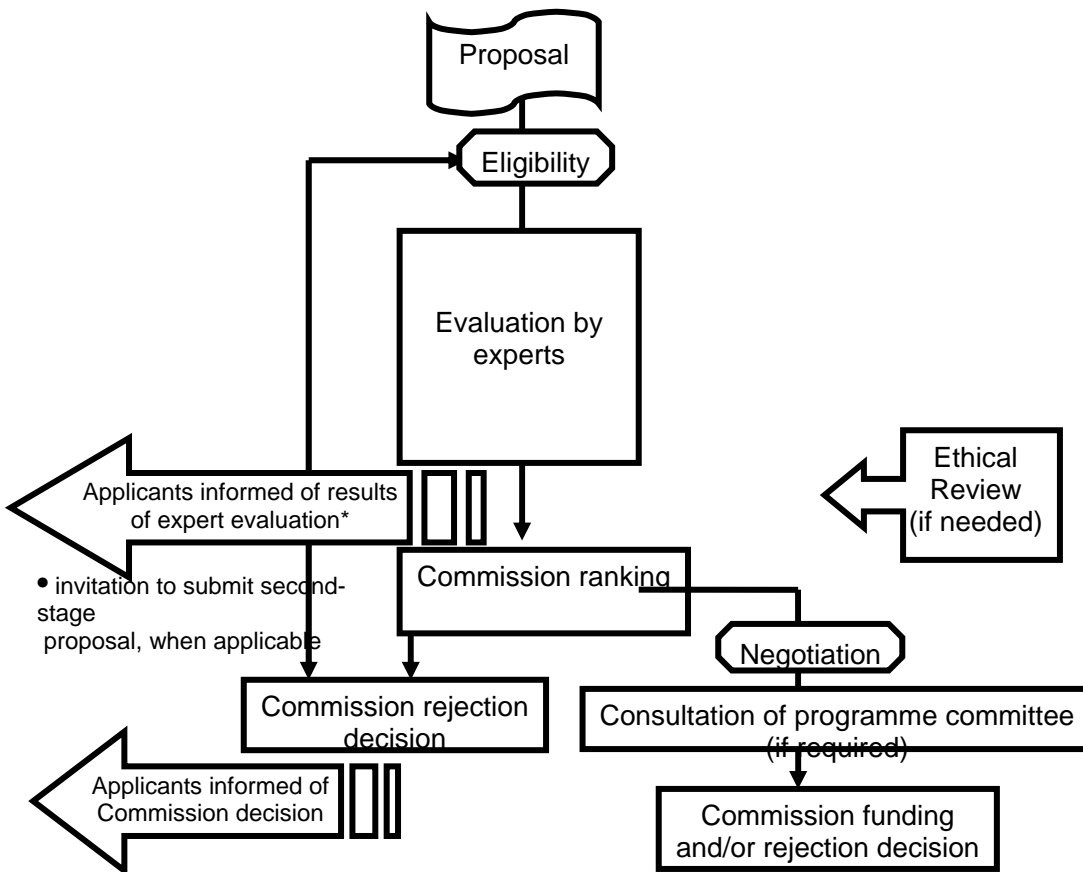 Proposal
Eligibility
Evaluation by
experts
Ethical
Review
(if needed)
Applicants informed of results
of expert evaluation*
Commission ranking
• invitation to submit second-
stage
proposal, when applicable
Negotiation
Commission rejection
decision
Consultation of programme committee
(if required)
Applicants informed of
Commission decision
Commission funding
and/or rejection decision